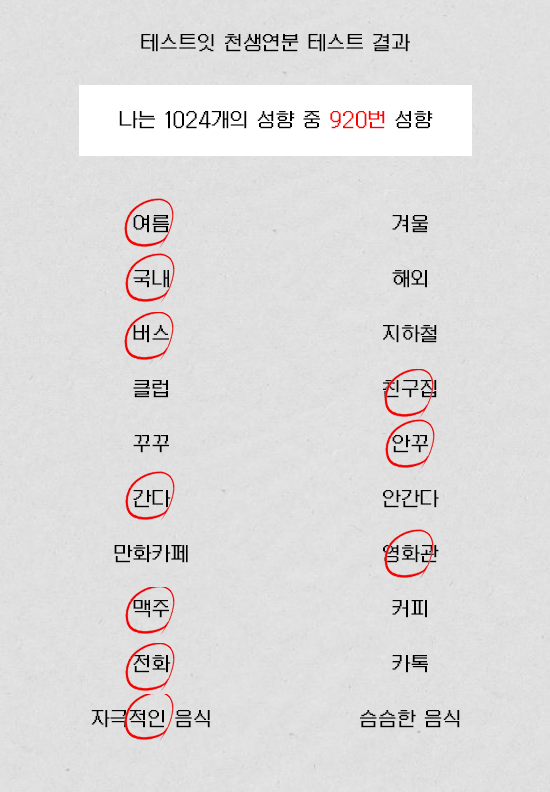 테스트잇 천생연분 테스트 결과
나는 1024개의 성향 중 920번 성향
여름 겨울
국내 해외
버스 지하철
클럽 친구집
꾸꾸 안꾸
간다 안간다
만화카페 영화관
맥주 커피
전화 카톡
자극적인 음식 슴슴한 음식